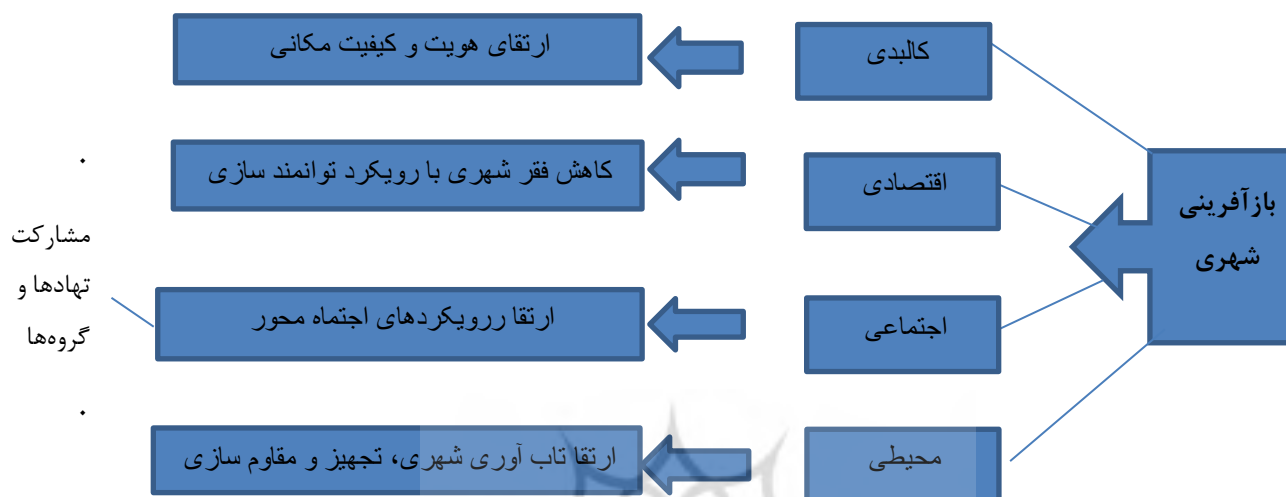 بازآفرینی
شهری
کالبدی
ارتقای هویت و کیفیت مکانی
اقتصادی
کاهش فقر شهری با رویکرد توانمند سازی
اجتماعی
ارتقا ررویکردهای اجتماه محور
محیطی
ارتقا تاب آوری شهری، تجهیز و مقاوم سازی
.
مشارکت
تهادها و
گروه‌ها
.